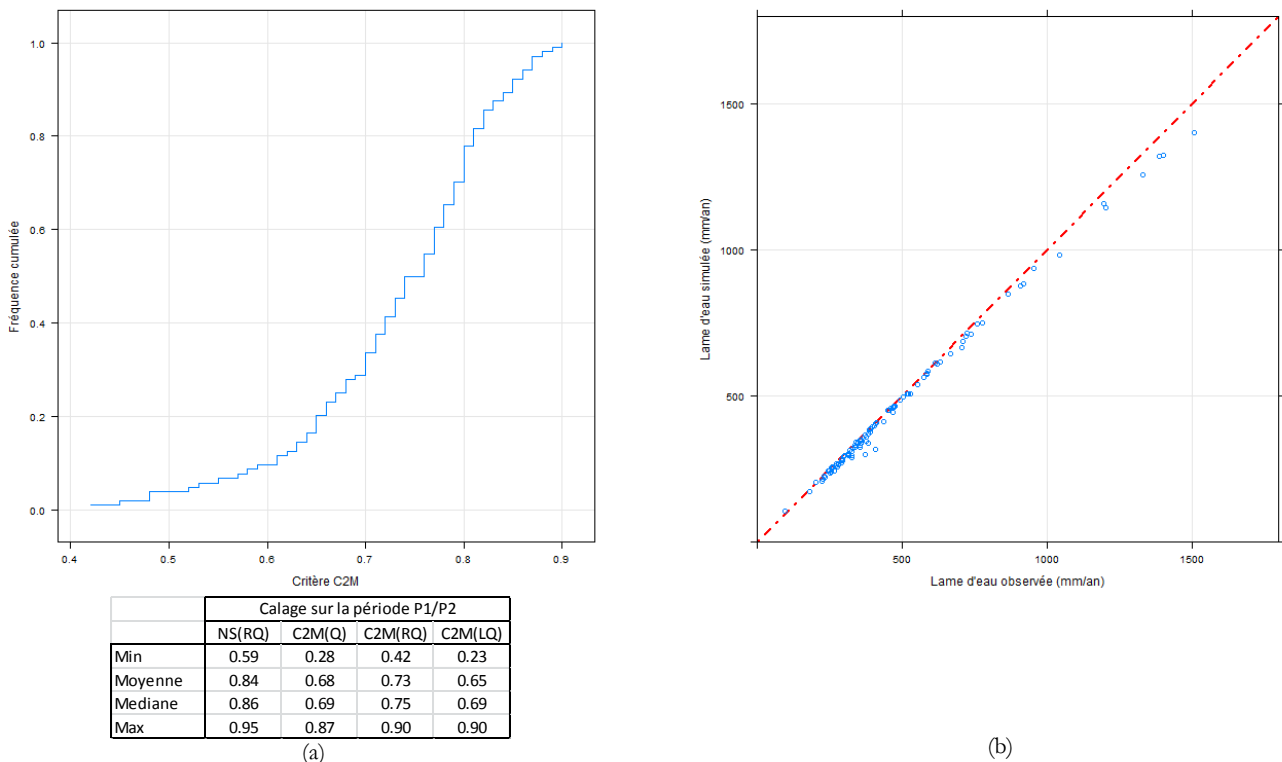 1.0
0.8
0.6
0.4
0.2
0.0
Fréquence cumulée
0.4 0.5 0.6 0.7 0.8 0.9
Critère C2M
Calage sur la période P1/P2
NS(RQ) C2M(Q) C2M(RQ) C2M(LQ)
Min 0.59 0.28 0.42 0.23
Moyenne 0.84 0.68 0.73 0.65
Mediane 0.86 0.69 0.75 0.69
Max 0.95 0.87 0.90 0.90
(a)
1500
1000
500
Lame d'eau simulée (mm/an)
500 1000 1500
Lame d'eau observée (mm/an)
(b)